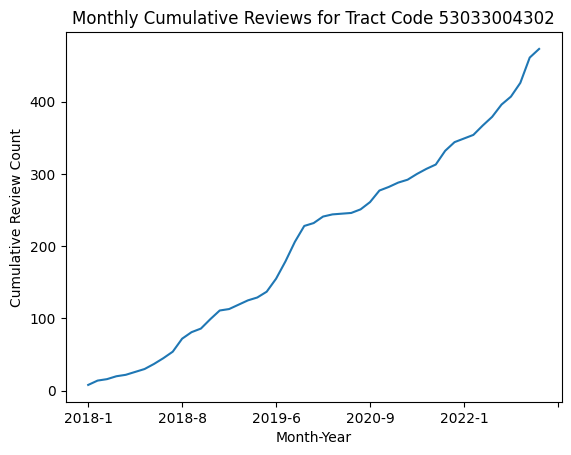 Monthly Cumulative Reviews for Tract Code 53033004302
Cumulative Review Count
400
300
200
100
0
2018-1 2018-8 2019-6 2020-9 2022-1
Month-Year